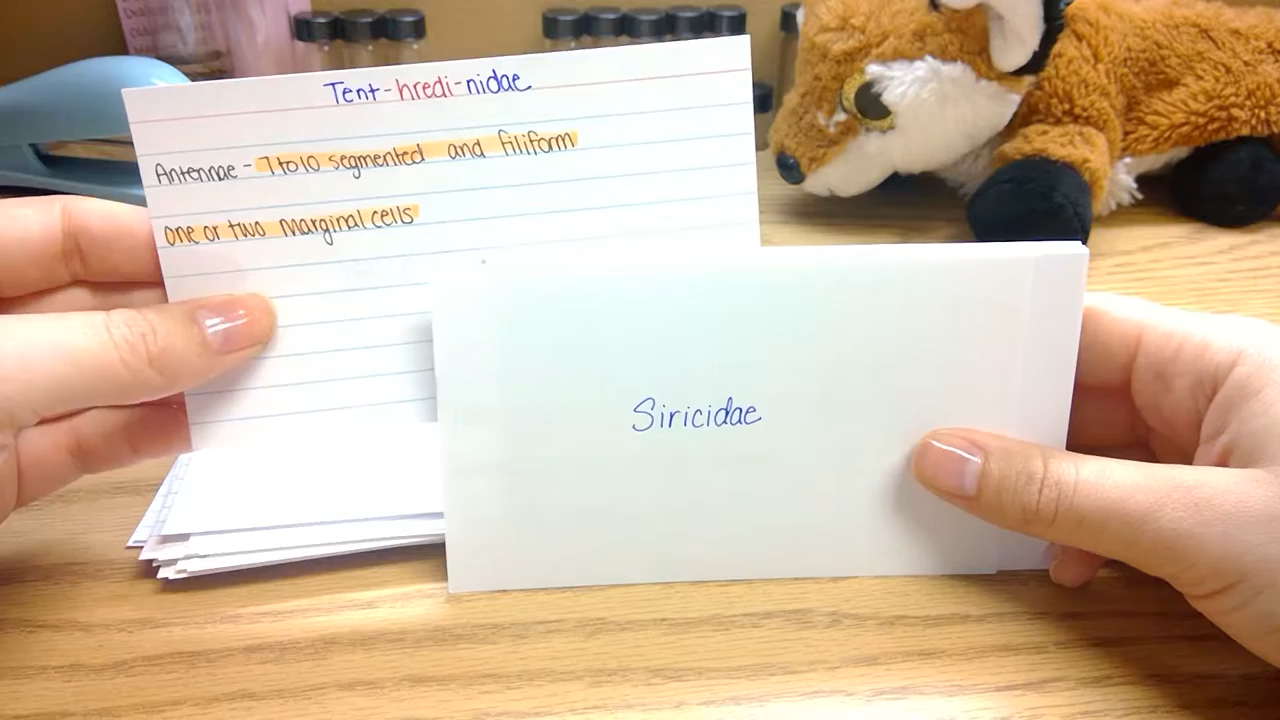 Tent-hredi-nidae
Antennae - 7 to 10 segmented and filiform
one or two marginal cells
Siricidae